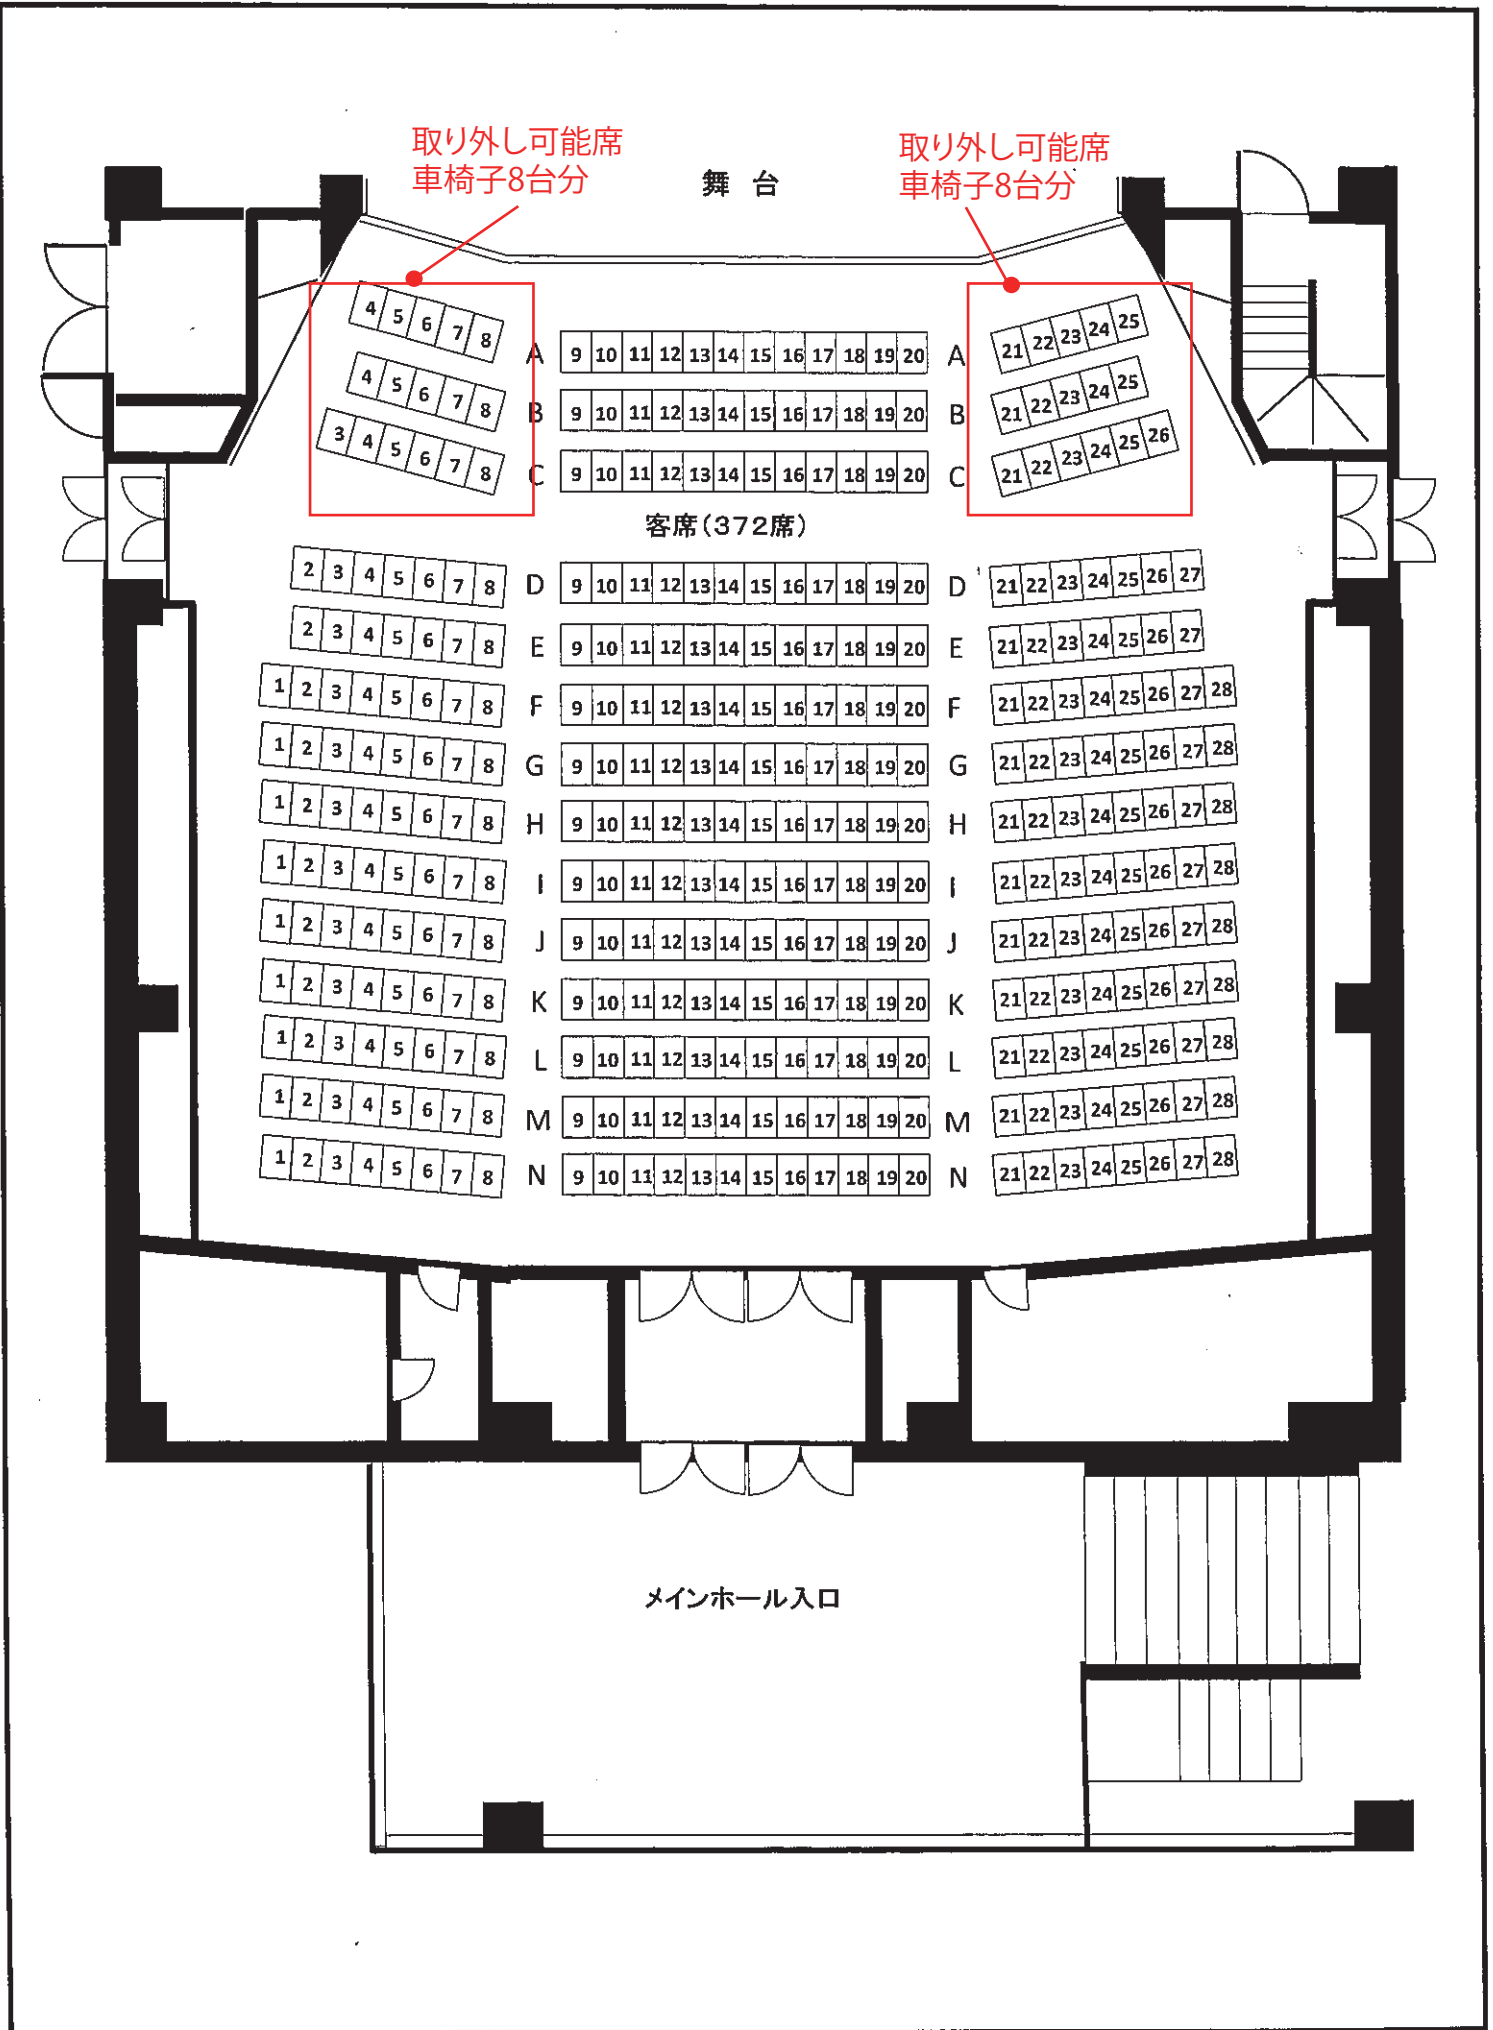 取り外し可能席
車椅子8台分
取り外し可能席
車椅子8台分
舞 台
4 5 6 7 8 A 9 10 11 12 13 14 15 16 17 18 19 20 A 21 22 23 24 25
4 5 6 7 8 B 9 10 11 12 13 14 15 16 17 18 19 20 B 21 22 23 24 25
3 4 5 6 7 8 C 9 10 11 12 13 14 15 16 17 18 19 20 C 21 22 23 24 25 26
客席(372席)
2 3 4 5 6 7 8 D 9 10 11 12 13 14 15 16 17 18 19 20 D 21 22 23 24 25 26 27
2 3 4 5 6 7 8 E 9 10 11 12 13 14 15 16 17 18 19 20 E 21 22 23 24 25 26 27
1 2 3 4 5 6 7 8 F 9 10 11 12 13 14 15 16 17 18 19 20 F 21 22 23 24 25 26 27 28
1 2 3 4 5 6 7 8 G 9 10 11 12 13 14 15 16 17 18 19 20 G 21 22 23 24 25 26 27 28
1 2 3 4 5 6 7 8 H 9 10 11 12 13 14 15 16 17 18 19 20 H 21 22 23 24 25 26 27 28
1 2 3 4 5 6 7 8 I 9 10 11 12 13 14 15 16 17 18 19 20 I 21 22 23 24 25 26 27 28
1 2 3 4 5 6 7 8 J 9 10 11 12 13 14 15 16 17 18 19 20 J 21 22 23 24 25 26 27 28
1 2 3 4 5 6 7 8 K 9 10 11 12 13 14 15 16 17 18 19 20 K 21 22 23 24 25 26 27 28
1 2 3 4 5 6 7 8 L 9 10 11 12 13 14 15 16 17 18 19 20 L 21 22 23 24 25 26 27 28
1 2 3 4 5 6 7 8 M 9 10 11 12 13 14 15 16 17 18 19 20 M 21 22 23 24 25 26 27 28
1 2 3 4 5 6 7 8 N 9 10 11 12 13 14 15 16 17 18 19 20 N 21 22 23 24 25 26 27 28
メインホール入口